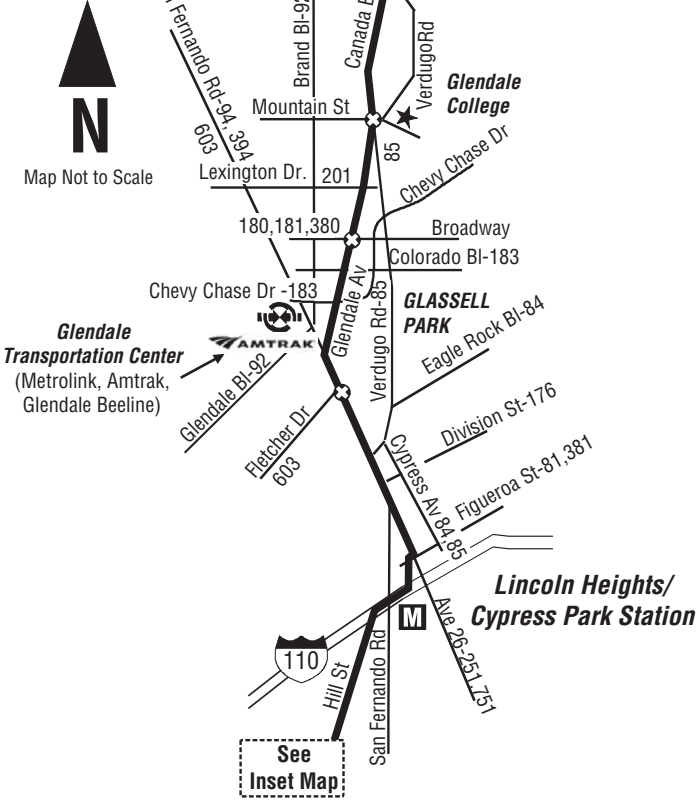 Fernando Rd-94, 394
603
Brand Bl-92
Canada B
VerdugoRd
Glendale
College
N
Map Not to Scale
Mountain St
85
Chevy Chase Dr
Lexington Dr. 201
180,181,380
Broadway
Colorado Bl-183
Chevy Chase Dr -183
Glendale Av
Verdugo Rd-85
GLASSELL
PARK
Glendale
Transportation Center
(Metrolink, Amtrak,
Glendale Beeline)
AMTRAK
Glendale Bl-92
Eagle Rock Bl-84
Fletcher Dr
603
Division St-176
Cypress Av 84,85
Figueroa St-81,381
Lincoln Heights/
Cypress Park Station
M
110
Hill St
San Fernando Rd
Ave 26-251,751
See
Inset Map